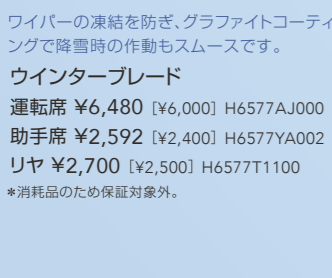 ワイパーの凍結を防ぎ、グラファイトコーティ
ングで降雪時の作動もスムースです。
ウインターブレード
運転席 ¥6,480［¥6,000］H6577AJ000
助手席 ¥2,592［¥2,400］H6577YA002
リヤ ¥2,700［¥2,500］H6577T1100
*消耗品のため保証対象外。